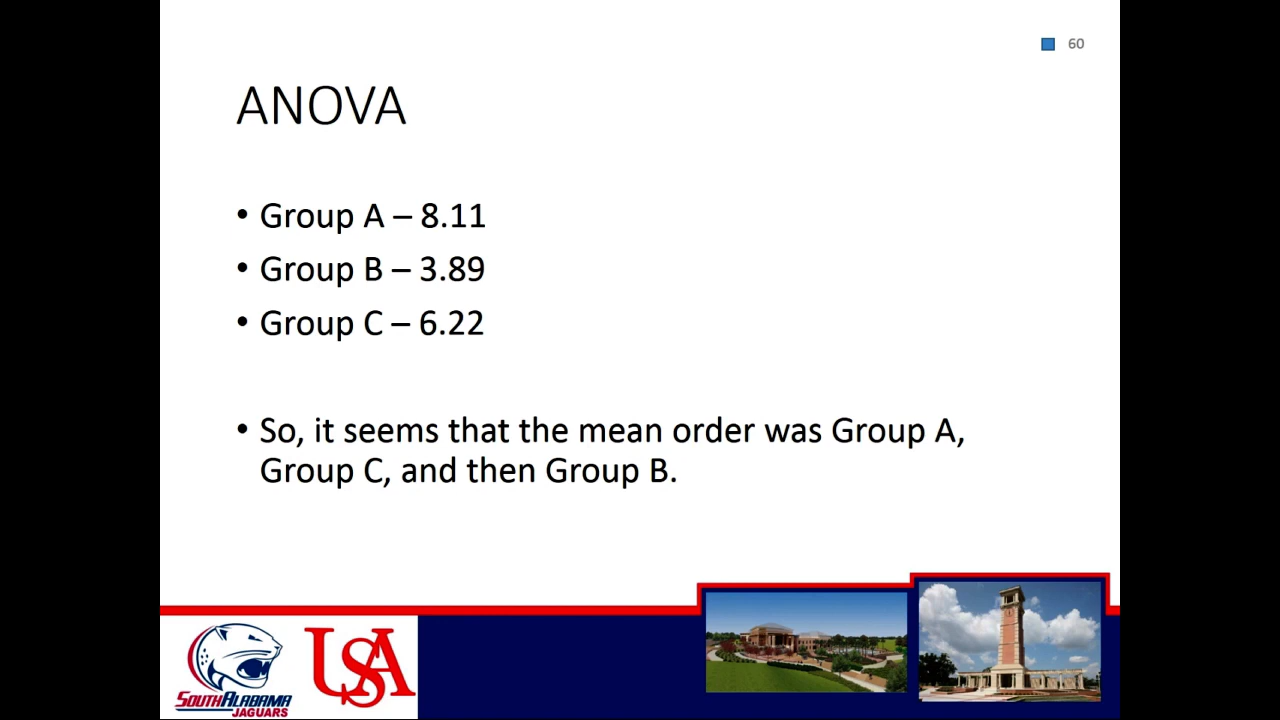 60
ANOVA
• Group A – 8.11
• Group B – 3.89
• Group C – 6.22
• So, it seems that the mean order was Group A,
Group C, and then Group B.
SOUTH ALABAMA
JAGUARS
USA